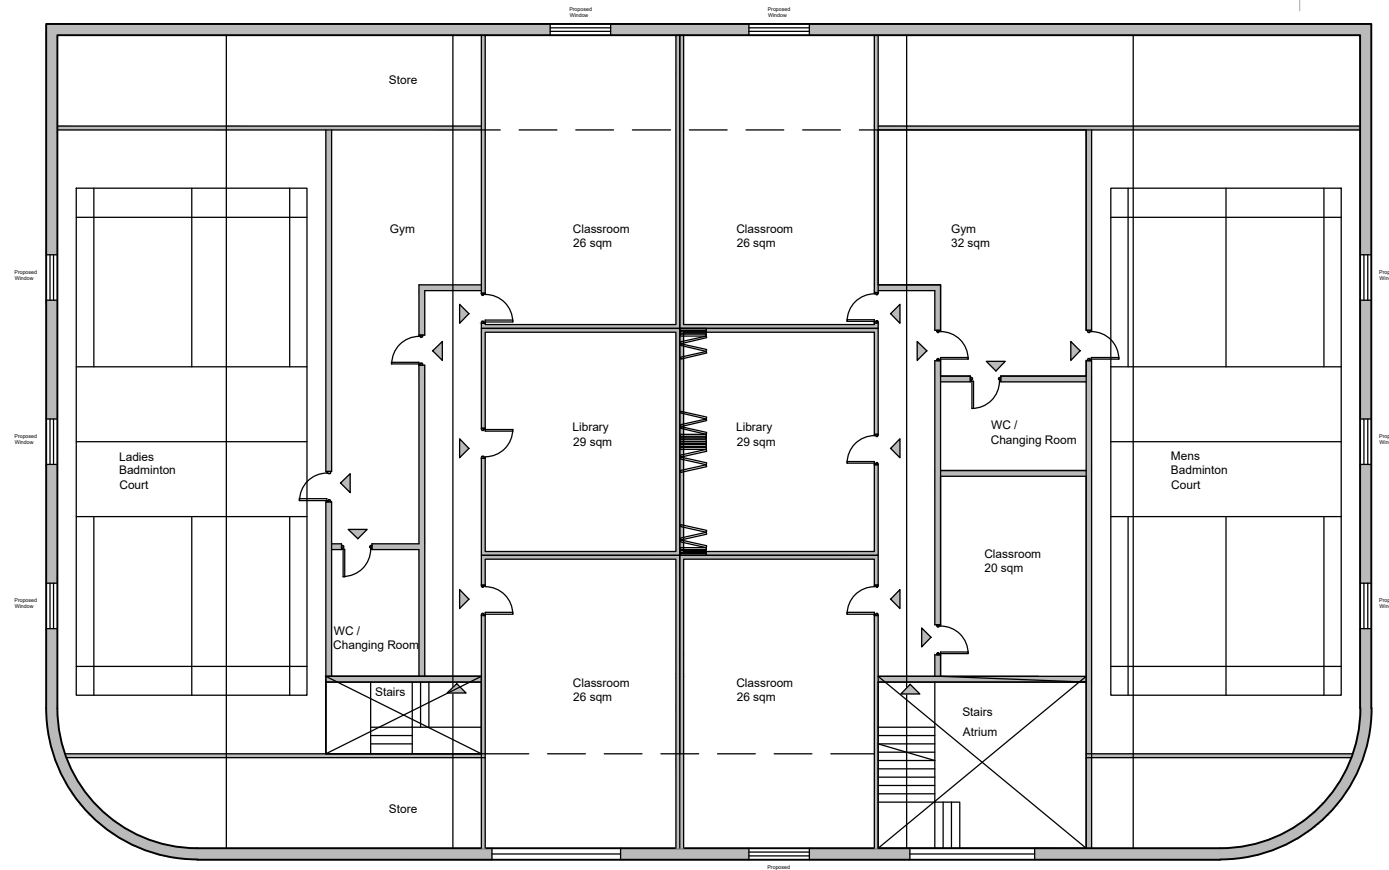 Proposed
Window
Proposed
Window
Store
Gym
Classroom
26 sqm
Classroom
26 sqm
Gym
32 sqm
Proposed
Window
Library
29 sqm
Library
29 sqm
WC /
Changing Room
Proposed
Window
Ladies
Badminton
Court
Mens
Badminton
Court
Classroom
20 sqm
Proposed
Window
WC /
Changing Room
Stairs
Classroom
26 sqm
Classroom
26 sqm
Stairs
Atrium
Store
Proposed